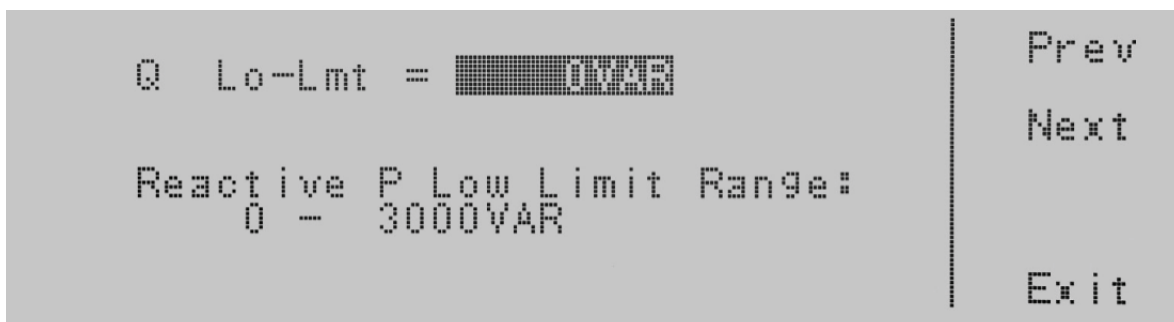 Q Lo-Lmt = 0VAR
Reactive P Low Limit Range:
0 - 3000VAR
Prev
Next
Exit